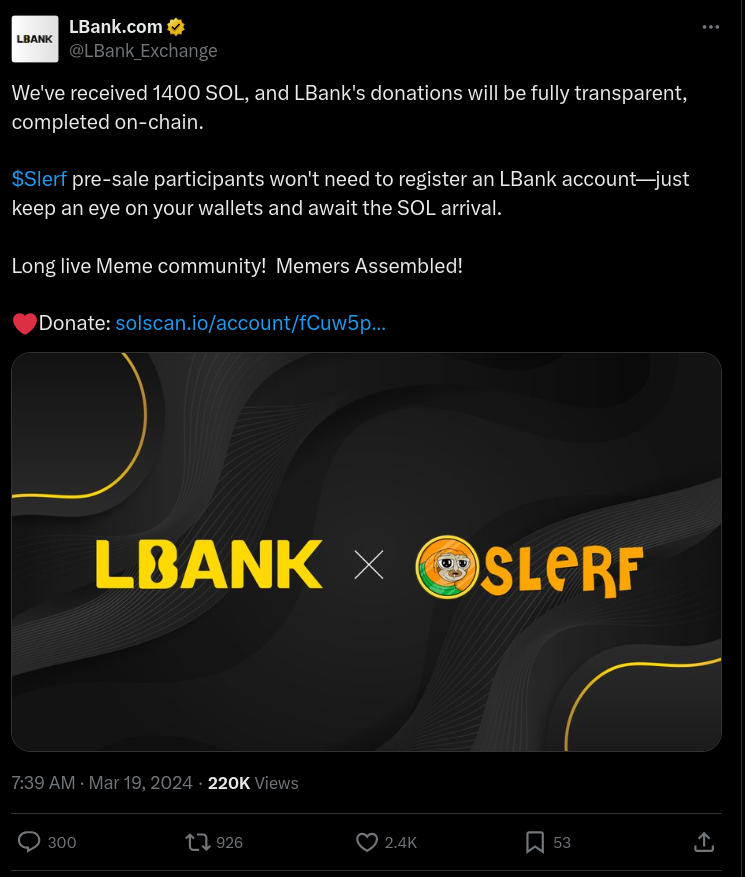 LBANK
LBank.com
@LBank_Exchange
We've received 1400 SOL, and LBank's donations will be fully transparent,
completed on-chain.
$Slerf pre-sale participants won't need to register an LBank account—just
keep an eye on your wallets and await the SOL arrival.
Long live Meme community!  Memers Assembled!
❤️Donate: solscan.io/account/fCuw5p…
LBANK × SLERF
7:39 AM · Mar 19, 2024 · 220K Views
300 926 2.4K 53